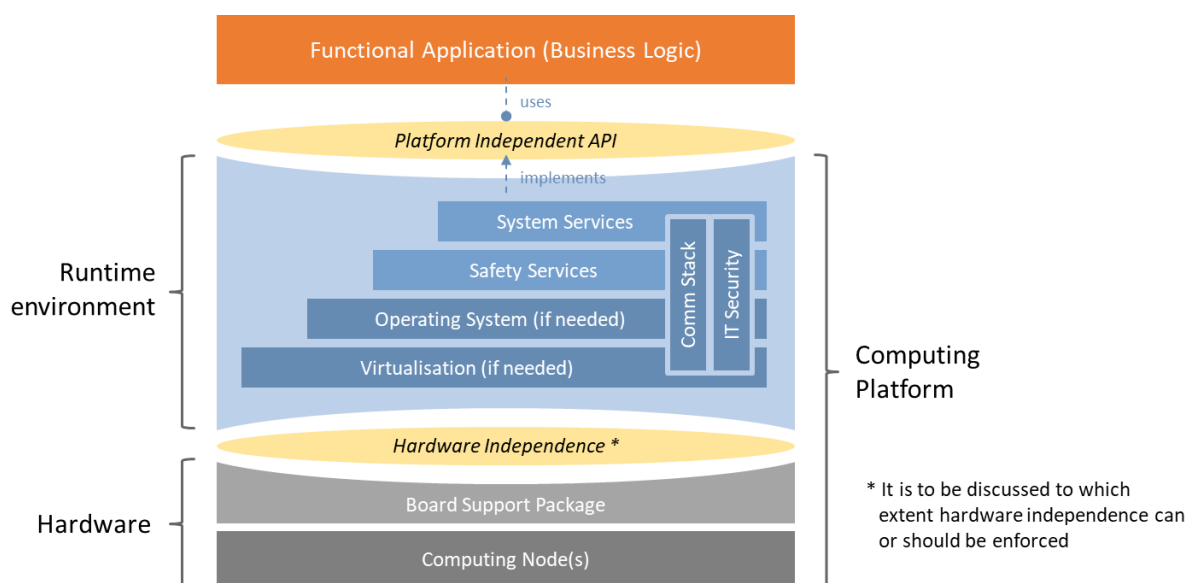 Functional Application (Business Logic)
uses
Platform Independent API
implements
System Services
Safety Services
Operating System (if needed)
Virtualisation (if needed)
Comm Stack
IT Security
Runtime
environment
Computing
Platform
Hardware Independence *
Board Support Package
Computing Node(s)
Hardware
* It is to be discussed to which
extent hardware independence can
or should be enforced